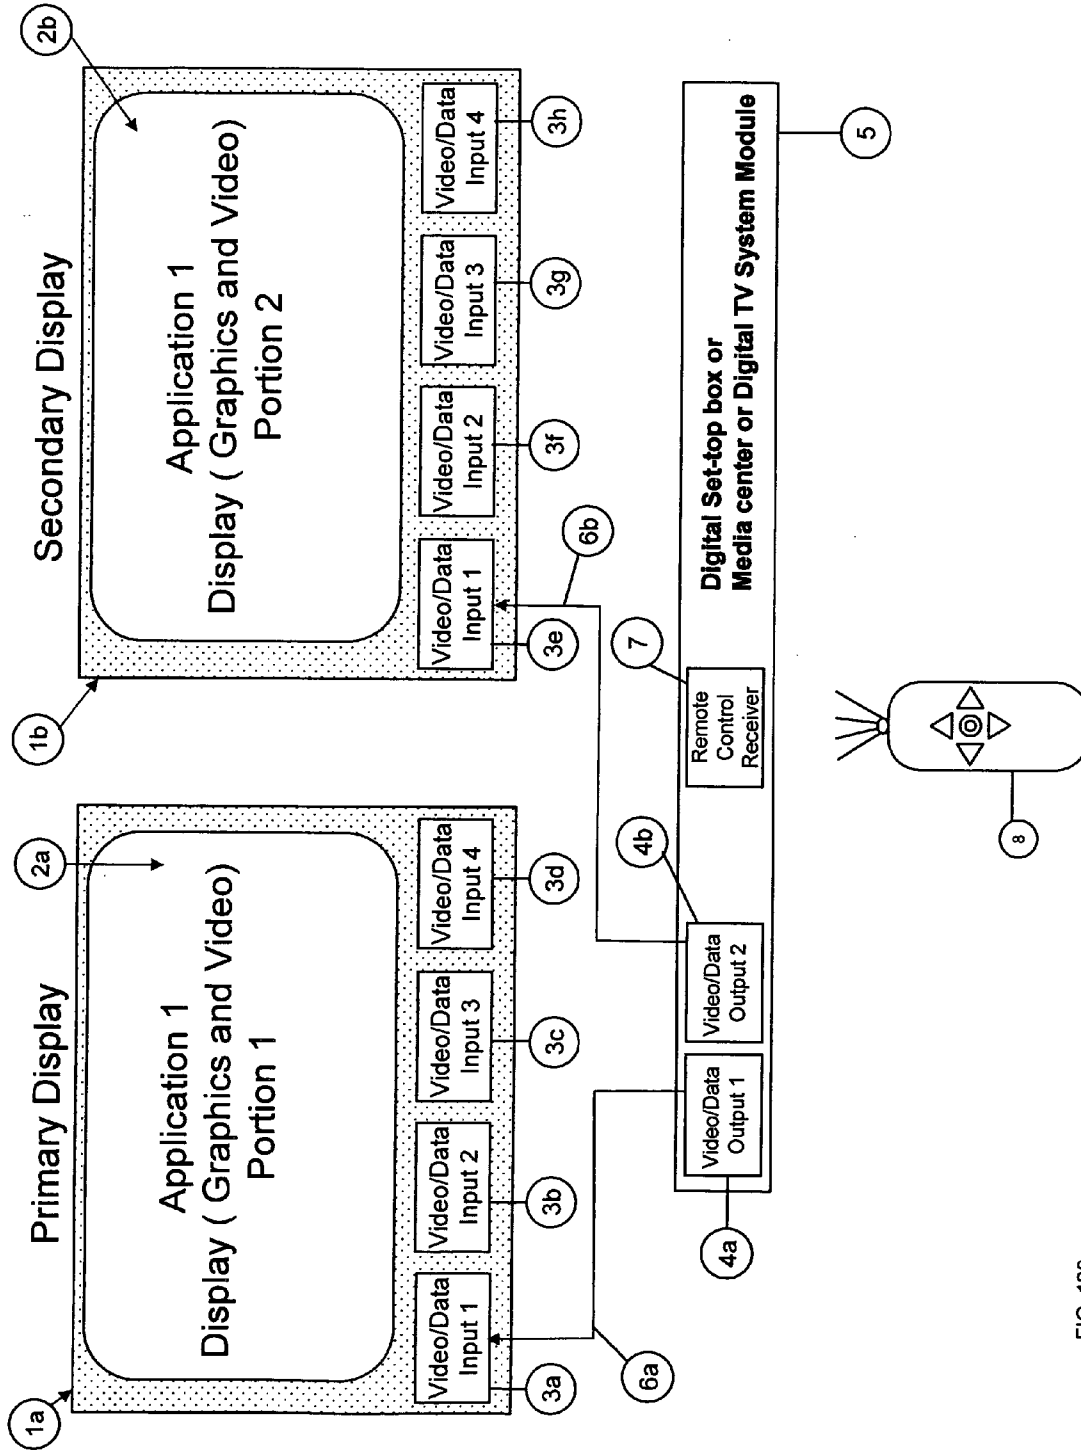 Primary Display
1a
2a
Application 1
Display ( Graphics and Video)
Portion 1
Video/Data
Input 1
Video/Data
Input 2
Video/Data
Input 3
Video/Data
Input 4
3a
3b
3c
3d
Secondary Display
1b
2b
Application 1
Display ( Graphics and Video)
Portion 2
Video/Data
Input 1
Video/Data
Input 2
Video/Data
Input 3
Video/Data
Input 4
3e
3f
3g
3h
6a
6b
4a
Video/Data
Output 1
Video/Data
Output 2
4b
Remote
Control
Receiver
7
Digital Set-top box or
Media center or Digital TV System Module
5
8